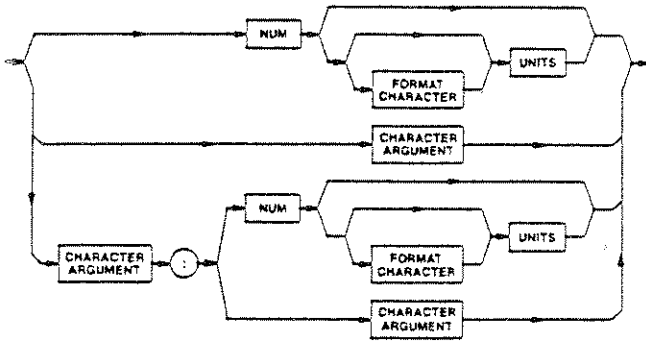 NUM
UNITS
FORMAT
CHARACTER
CHARACTER
ARGUMENT
NUM
UNITS
FORMAT
CHARACTER
CHARACTER
ARGUMENT
:
CHARACTER
ARGUMENT